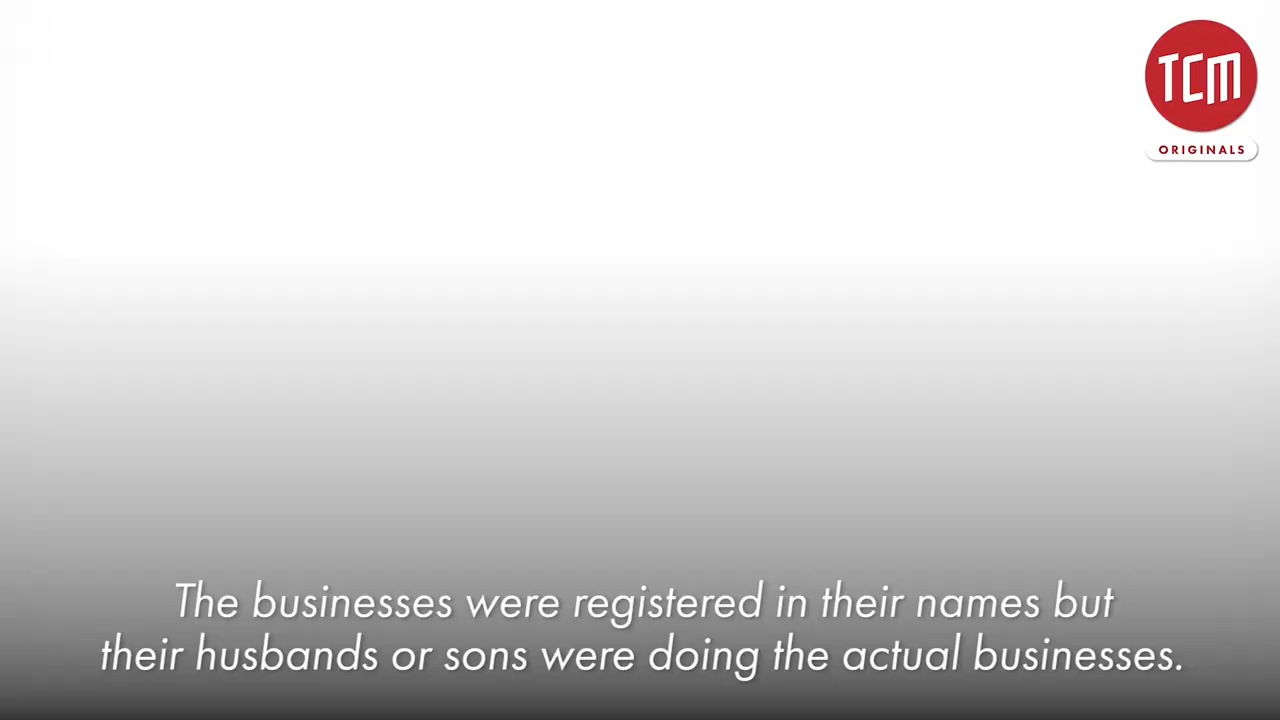 TCM
ORIGINALS
The businesses were registered in their names but
their husbands or sons were doing the actual businesses.